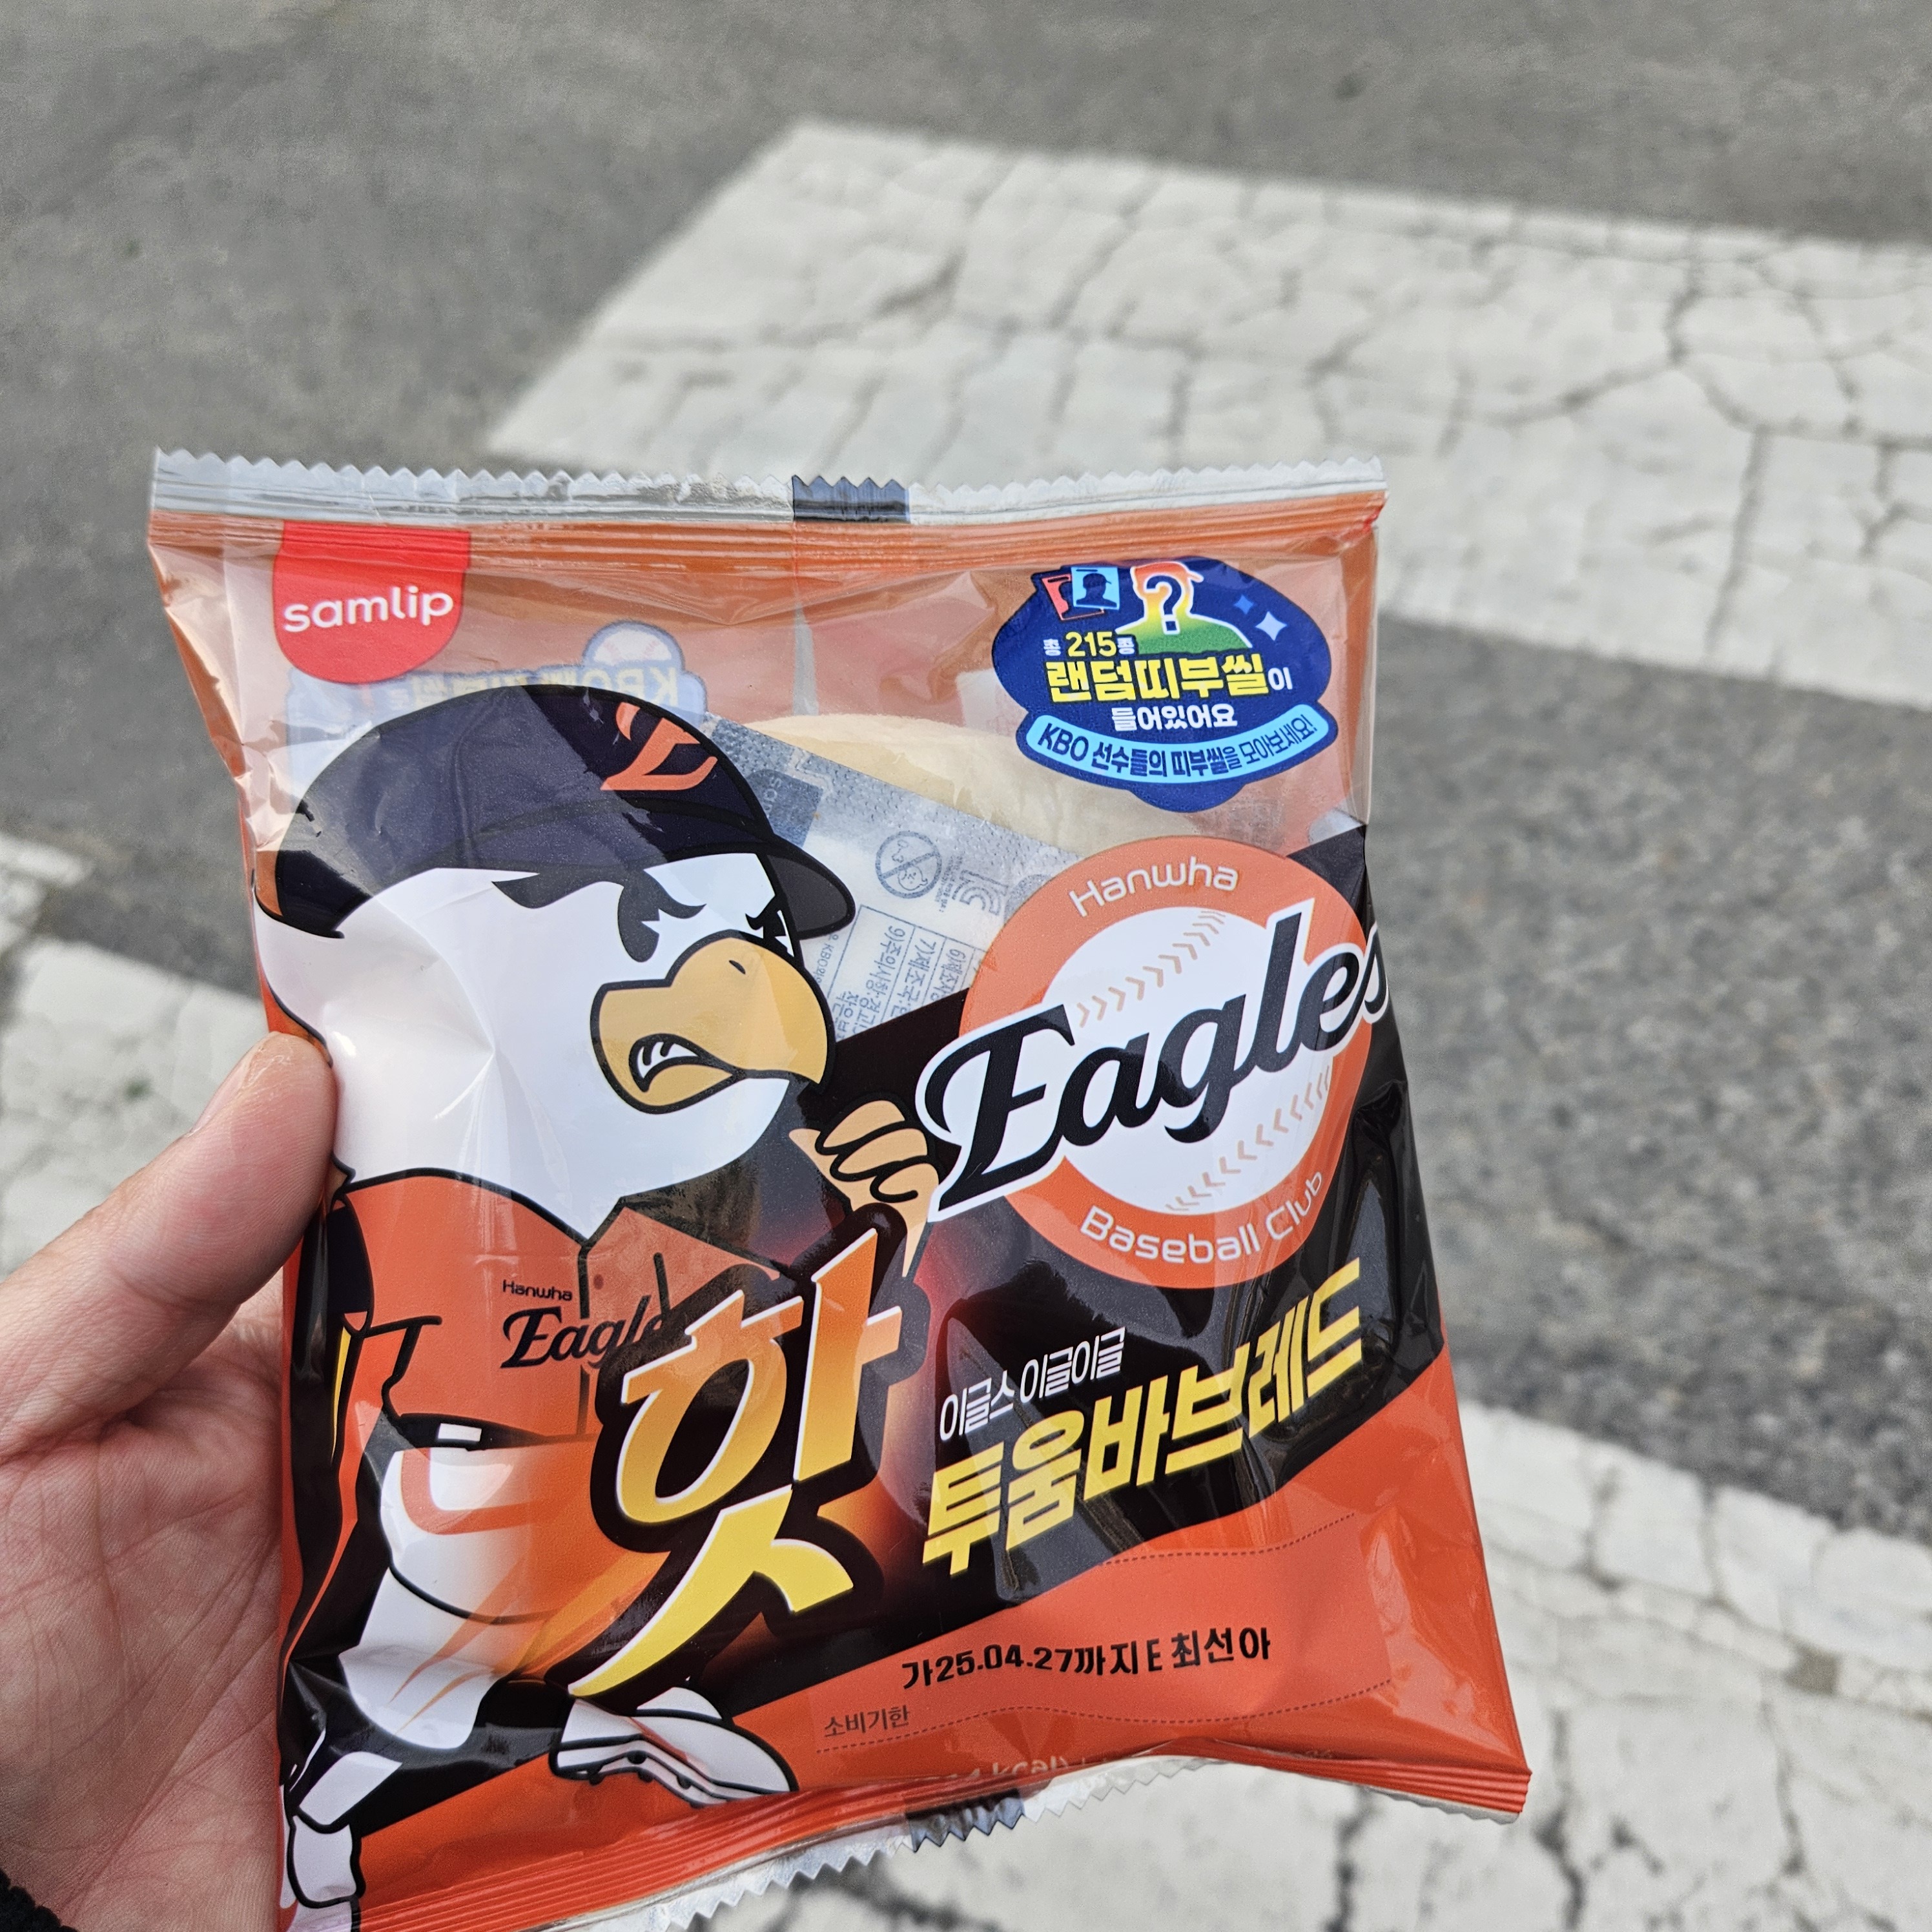 samlip
총 215종
랜덤띠부씰이
들어있어요
KBO 선수들의 띠부씰을 모아보세요!
Hanwha
Eagles
Baseball Club
Hanwha
핫
이글스 이글이글
투움바브레드
가25.04.27까지 E 최선아
소비기한
kcal